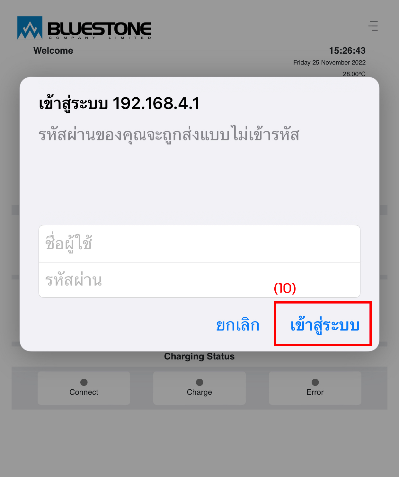 BLUESTONE
COMPANY LIMITED
Welcome
15:26:43
Friday 25 November 2022
28.00°C
เข้าสู่ระบบ 192.168.4.1
รหัสผ่านของคุณจะถูกส่งแบบไม่เข้ารหัส
ชื่อผู้ใช้
รหัสผ่าน
(10)
ยกเลิก
เข้าสู่ระบบ
Charging Status
Connect
Charge
Error